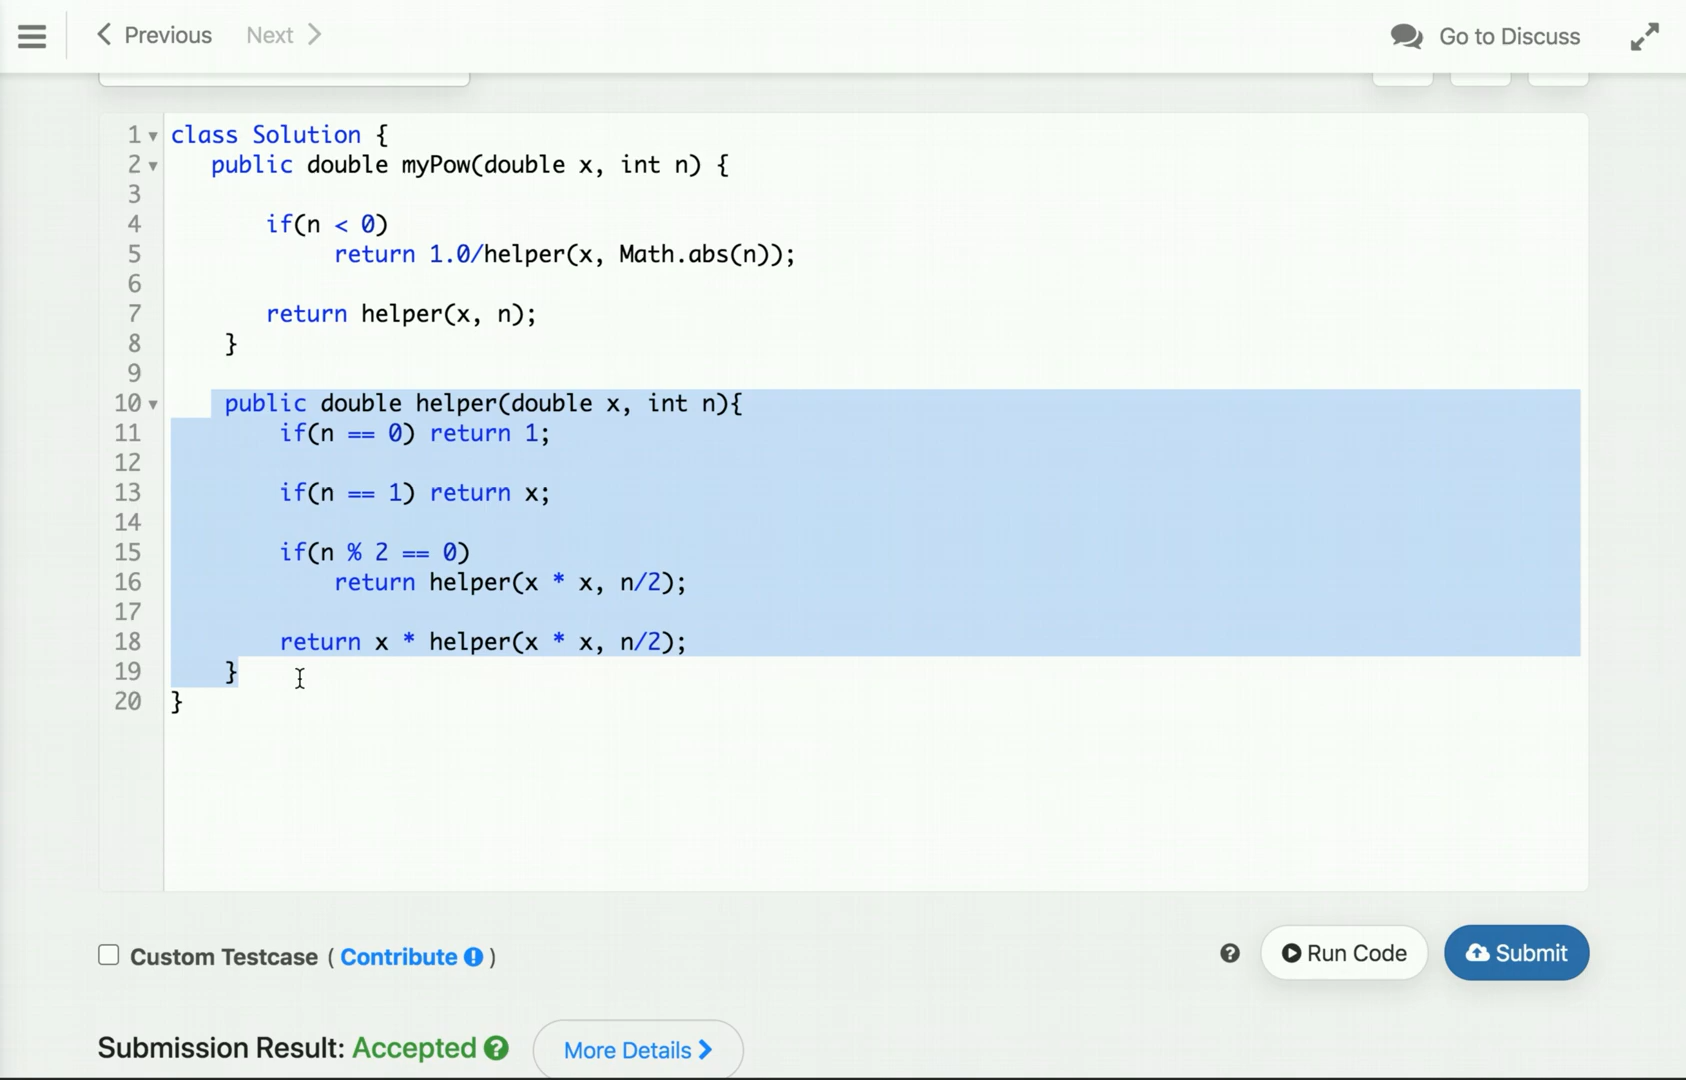 Previous Next Go to Discuss
1 class Solution {
2 public double myPow(double x, int n) {
3
4 if(n < 0)
5 return 1.0/helper(x, Math.abs(n));
6
7 return helper(x, n);
8 }
9
10 public double helper(double x, int n){
11 if(n == 0) return 1;
12
13 if(n == 1) return x;
14
15 if(n % 2 == 0)
16 return helper(x * x, n/2);
17
18 return x * helper(x * x, n/2);
19 }
20 }
Custom Testcase ( Contribute ! ) ? Run Code Submit
Submission Result: Accepted ? More Details